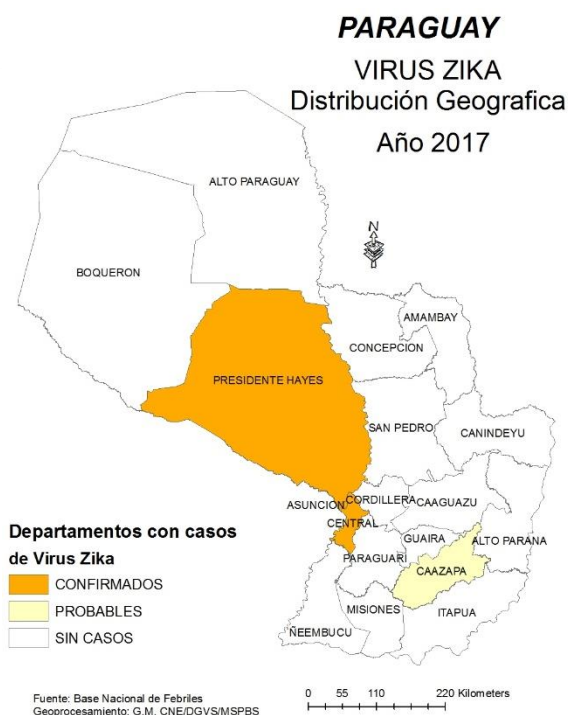 PARAGUAY
VIRUS ZIKA
Distribución Geografica
Año 2017
ALTO PARAGUAY
N
BOQUERON
AMAMBAY
CONCEPCION
PRESIDENTE HAYES
SAN PEDRO
CANINDEYU
ASUNCION
CORDILLERA
CAAGUAZU
CENTRAL
GUAIRA
ALTO PARANA
PARAGUARI
CAAZAPA
MISIONES
ITAPUA
ÑEEMBUCU
Departamentos con casos
de Virus Zika
CONFIRMADOS
PROBABLES
SIN CASOS
Fuente: Base Nacional de Febriles
Geoprocesamiento: G.M. CNE/DGVS/MSPBS
0 55 110 220 Kilometers